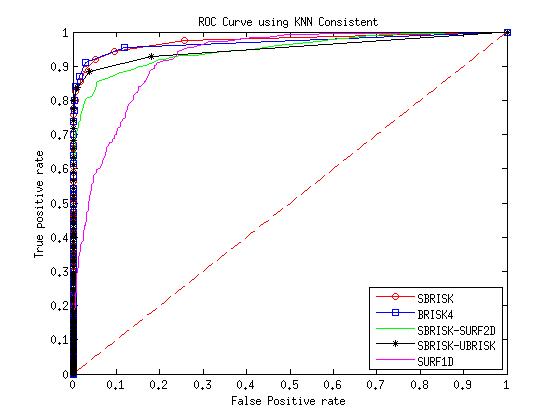 ROC Curve using KNN Consistent
1
0.9
0.8
0.7
0.6
0.5
0.4
0.3
0.2
0.1
0
True positive rate
0
0.1
0.2
0.3
0.4
0.5
0.6
0.7
0.8
0.9
1
False Positive rate
SBRISK
BRISK4
SBRISK-SURF2D
SBRISK-UBRISK
SURF1D